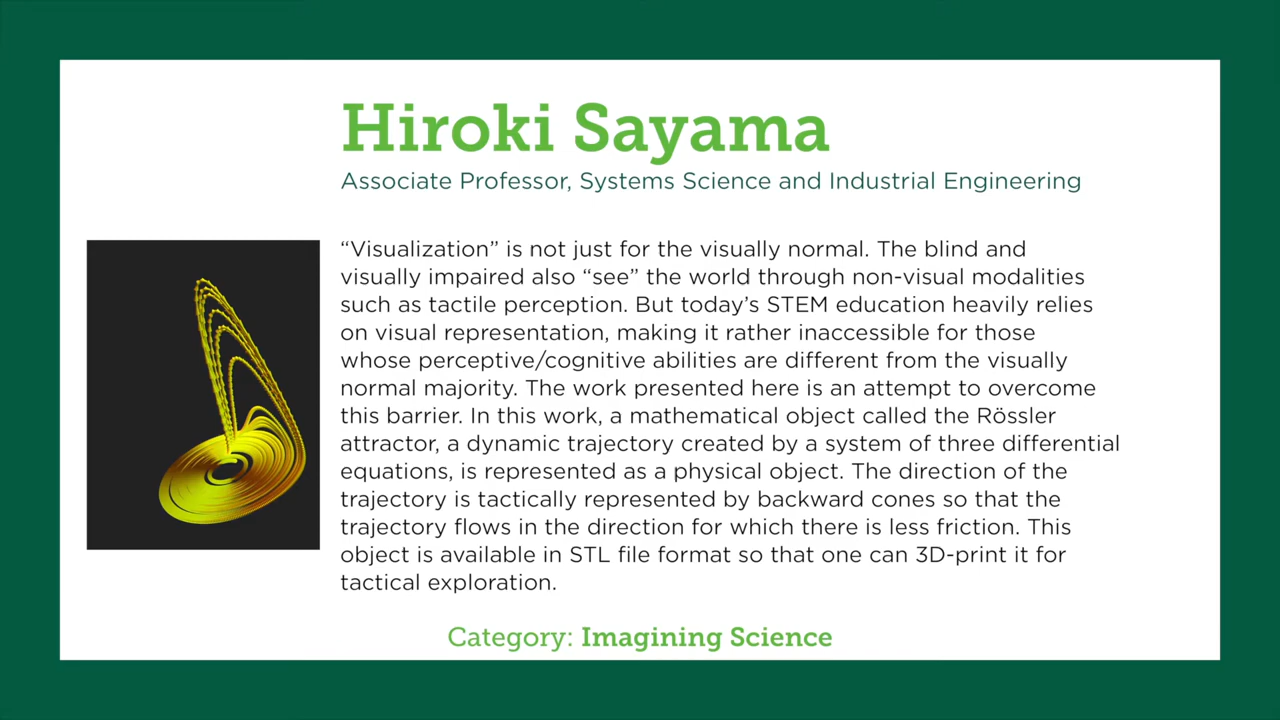 Hiroki Sayama
Associate Professor, Systems Science and Industrial Engineering
“Visualization” is not just for the visually normal. The blind and
visually impaired also “see” the world through non-visual modalities
such as tactile perception. But today’s STEM education heavily relies
on visual representation, making it rather inaccessible for those
whose perceptive/cognitive abilities are different from the visually
normal majority. The work presented here is an attempt to overcome
this barrier. In this work, a mathematical object called the Rössler
attractor, a dynamic trajectory created by a system of three differential
equations, is represented as a physical object. The direction of the
trajectory is tactically represented by backward cones so that the
trajectory flows in the direction for which there is less friction. This
object is available in STL file format so that one can 3D-print it for
tactical exploration.
Category: Imagining Science